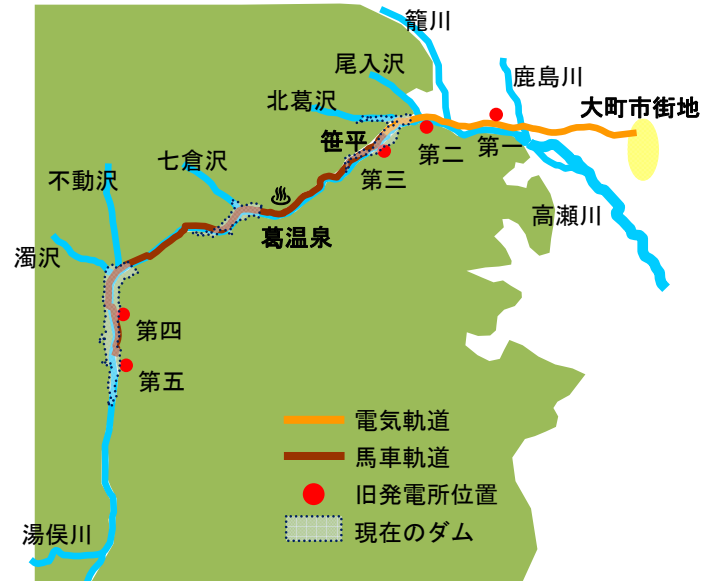 籠川
尾入沢
鹿島川
北葛沢
大町市街地
笹平
第二
第一
七倉沢
第三
不動沢
高瀬川
葛温泉
濁沢
第四
第五
電気軌道
馬車軌道
旧発電所位置
現在のダム
湯俣川